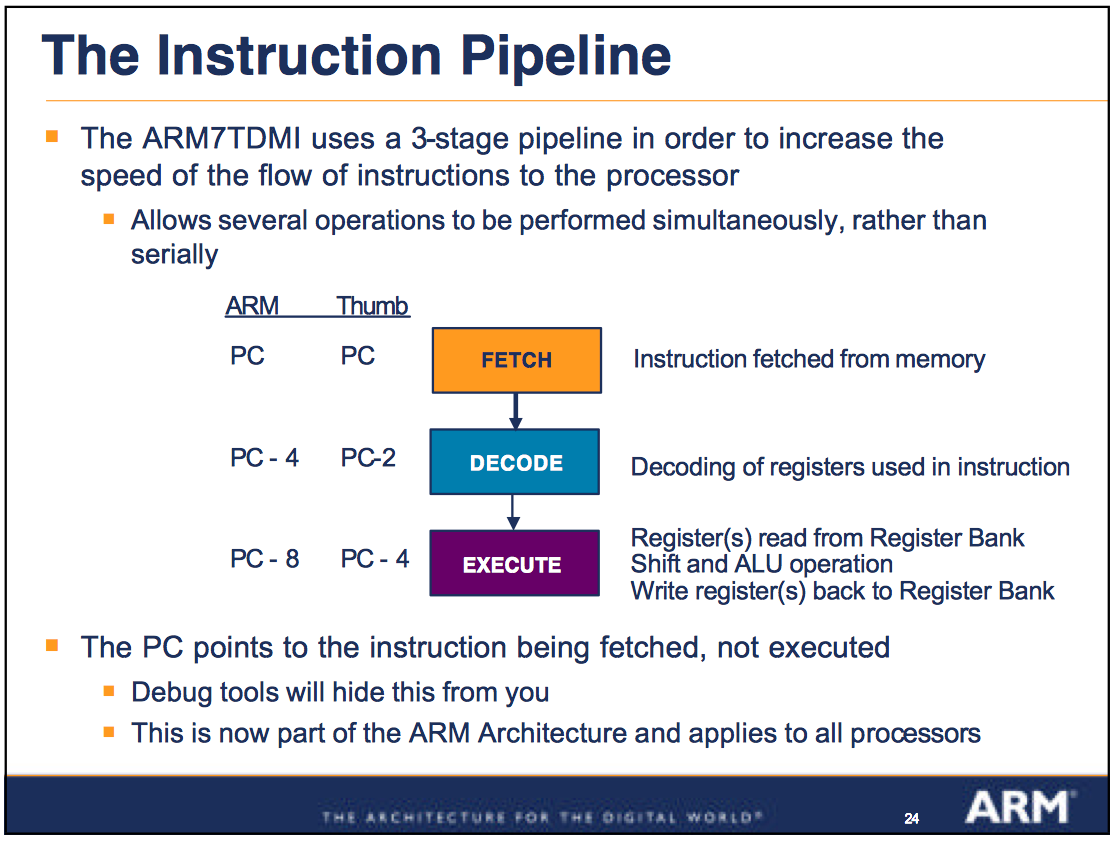 The Instruction Pipeline
The ARM7TDMI uses a 3-stage pipeline in order to increase the
speed of the flow of instructions to the processor
Allows several operations to be performed simultaneously, rather than
serially
ARM Thumb
PC PC FETCH Instruction fetched from memory
PC - 4 PC-2 DECODE Decoding of registers used in instruction
PC - 8 PC - 4 EXECUTE Register(s) read from Register Bank
Shift and ALU operation
Write register(s) back to Register Bank
The PC points to the instruction being fetched, not executed
Debug tools will hide this from you
This is now part of the ARM Architecture and applies to all processors
THE ARCHITECTURE FOR THE DIGITAL WORLD® 24 ARM®